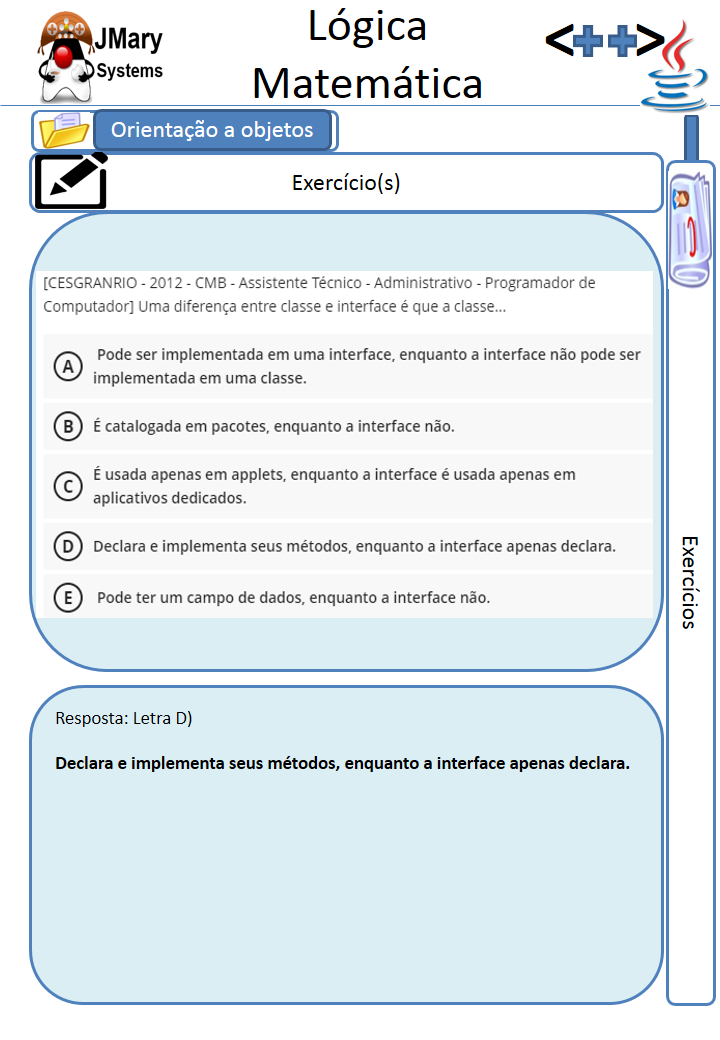 JMary
Systems
Lógica
Matemática
<++>
Orientação a objetos
Exercício(s)
[CESGRANRIO - 2012 - CMB - Assistente Técnico - Administrativo - Programador de
Computador] Uma diferença entre classe e interface é que a classe...
A Pode ser implementada em uma interface, enquanto a interface não pode ser
implementada em uma classe.
B É catalogada em pacotes, enquanto a interface não.
C É usada apenas em applets, enquanto a interface é usada apenas em
aplicativos dedicados.
D Declara e implementa seus métodos, enquanto a interface apenas declara.
E Pode ter um campo de dados, enquanto a interface não.
Exercícios
Resposta: Letra D)
Declara e implementa seus métodos, enquanto a interface apenas declara.